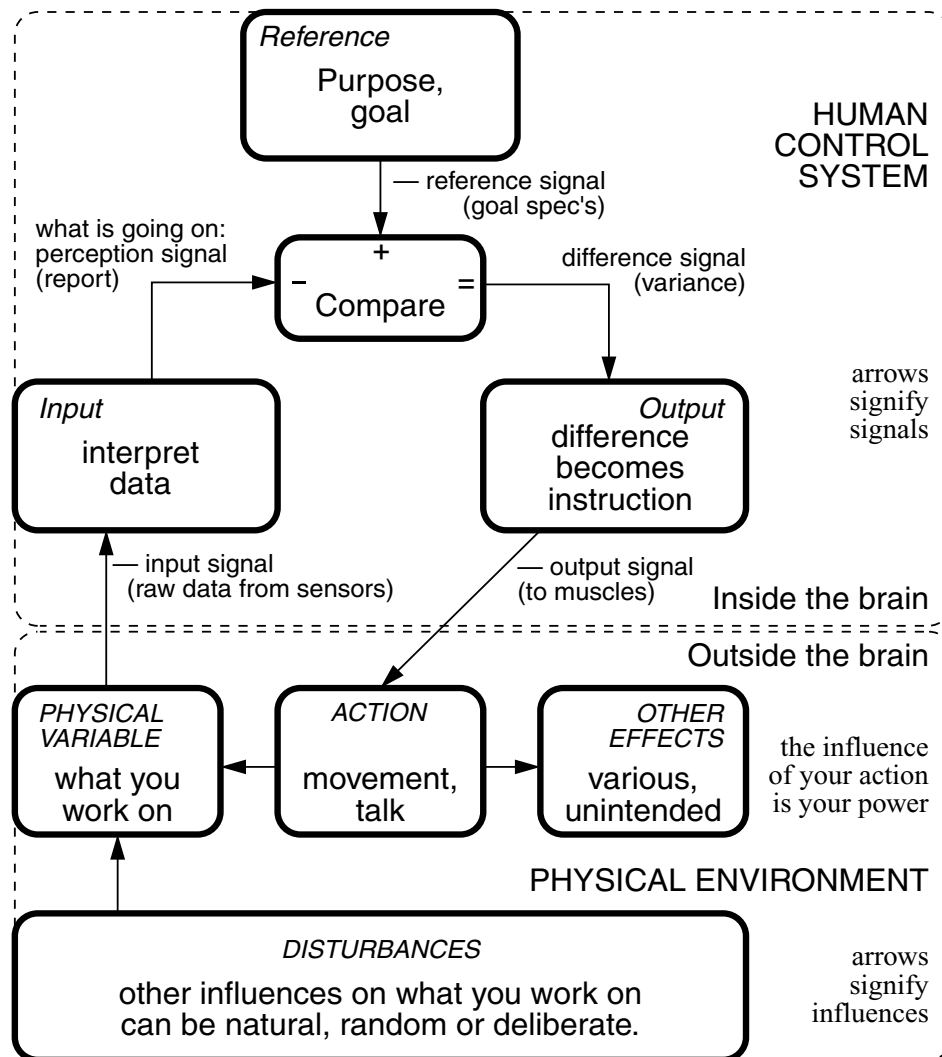 Reference
Purpose,
goal
HUMAN
CONTROL
SYSTEM
— reference signal
(goal spec's)
what is going on:
perception signal
(report)
+
– =
Compare
difference signal
(variance)
Input
interpret
data
Output
difference
becomes
instruction
arrows
signify
signals
— input signal
(raw data from sensors)
— output signal
(to muscles)
Inside the brain
Outside the brain
PHYSICAL
VARIABLE
what you
work on
ACTION
movement,
talk
OTHER
EFFECTS
various,
unintended
the influence
of your action
is your power
PHYSICAL ENVIRONMENT
DISTURBANCES
other influences on what you work on
can be natural, random or deliberate.
arrows
signify
influences